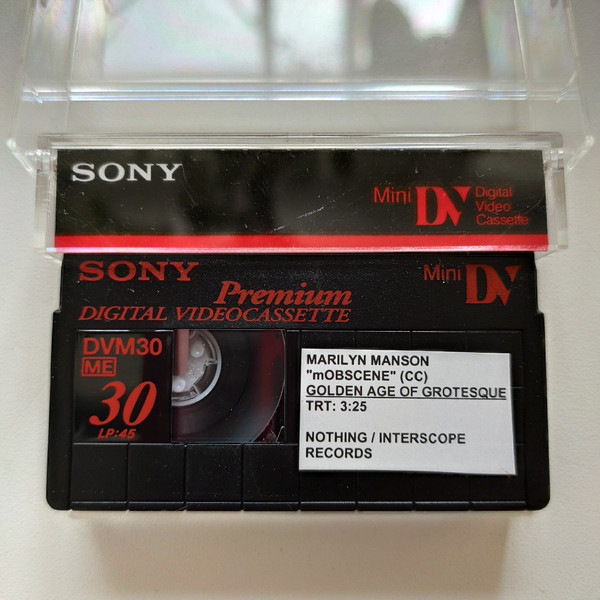 SONY
Mini DV Digital
Video
Cassette
SONY
Mini DV
Premium
DIGITAL VIDEOCASSETTE
DVM30
ME
30
LP:45
MARILYN MANSON
"mOBSCENE" (CC)
GOLDEN AGE OF GROTESQUE
TRT: 3:25
NOTHING / INTERSCOPE
RECORDS